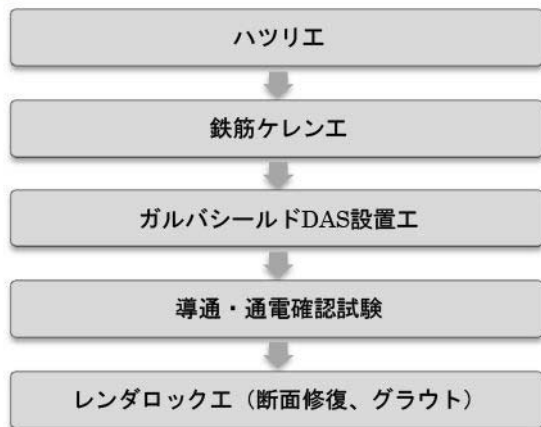 ハツリ工
鉄筋ケレン工
ガルバシールドDAS設置工
導通・通電確認試験
レンダロック工（断面修復、グラウト）